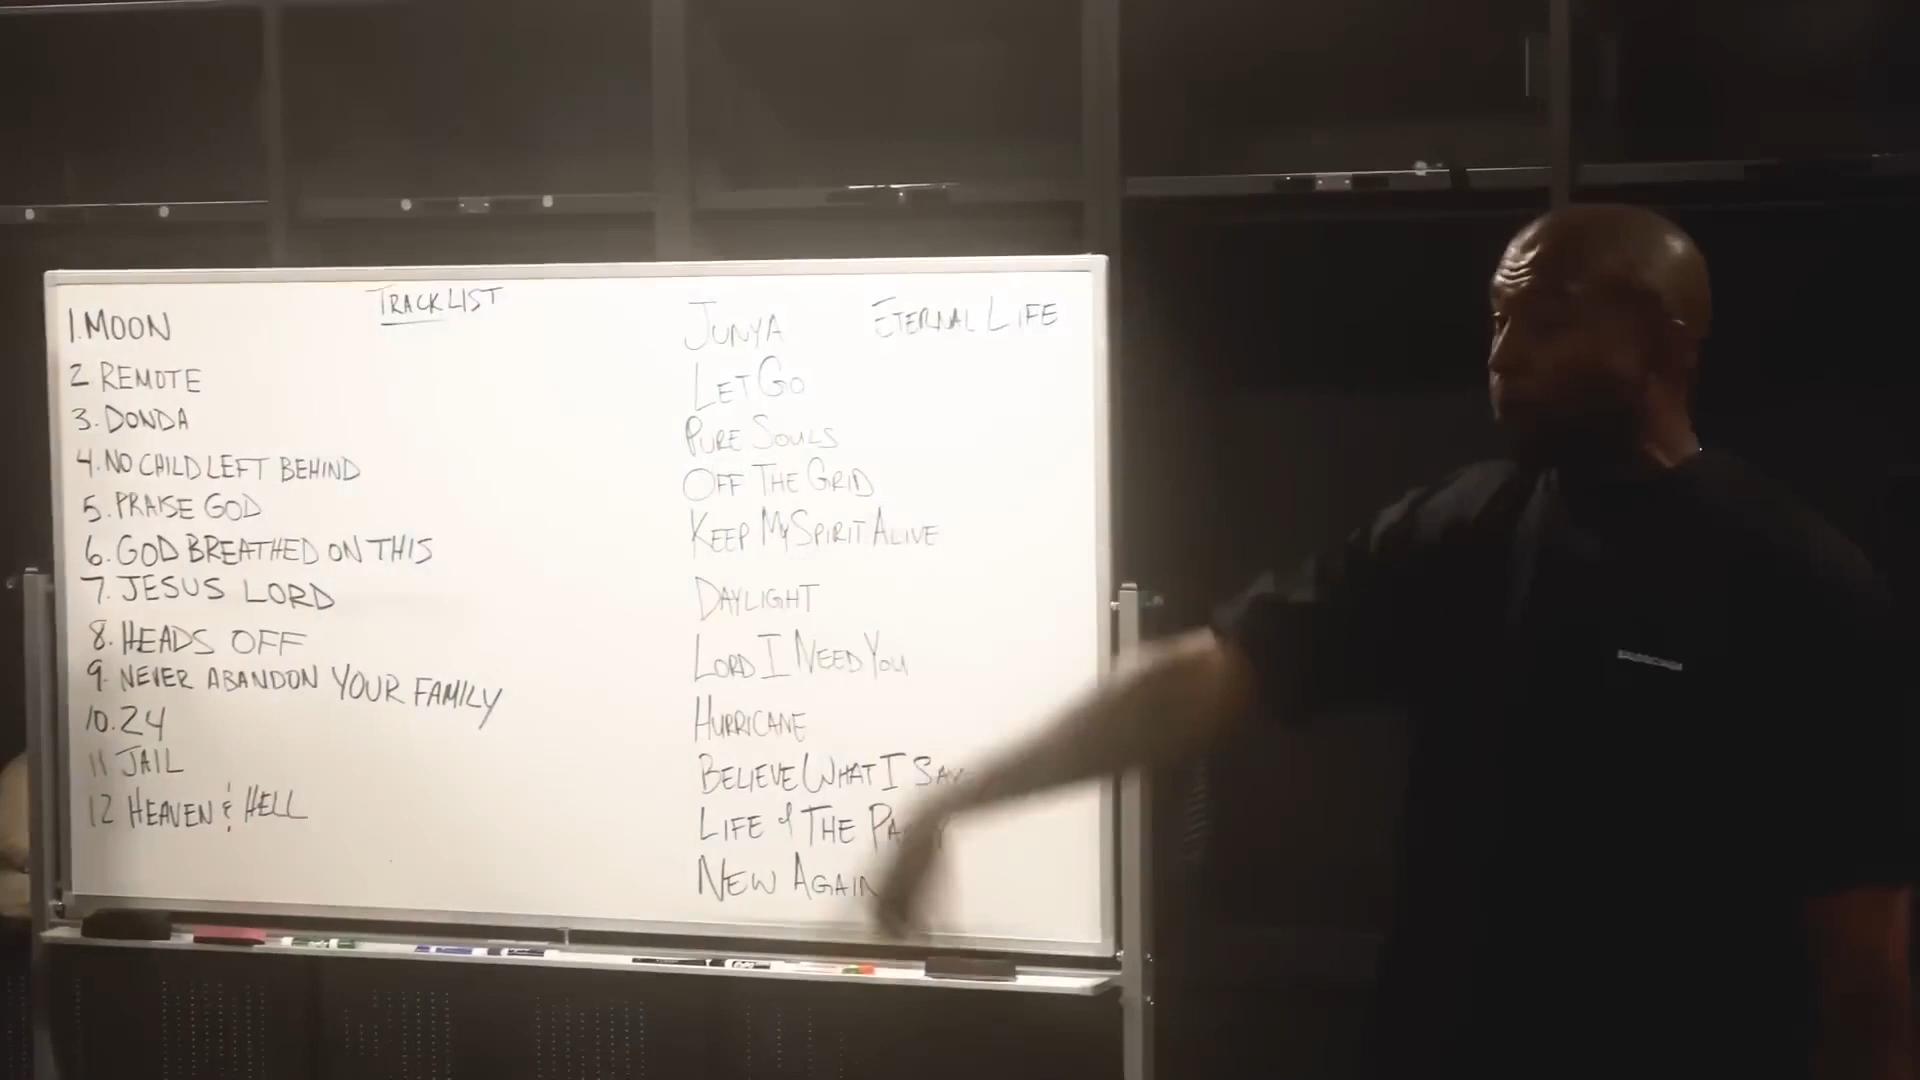 TRACKLIST
1. MOON
2 REMOTE
3. DONDA
4. NO CHILD LEFT BEHIND
5. PRAISE GOD
6. GOD BREATHED ON THIS
7. JESUS LORD
8. HEADS OFF
9. NEVER ABANDON YOUR FAMILY
10. 24
11 JAIL
12 HEAVEN & HELL
JUNYA
LET GO
PURE SOULS
OFF THE GRID
KEEP MY SPIRIT ALIVE
DAYLIGHT
LORD I NEED YOU
HURRICANE
BELIEVE WHAT I SAY
LIFE of THE PARTY
NEW AGAIN
ETERNAL LIFE